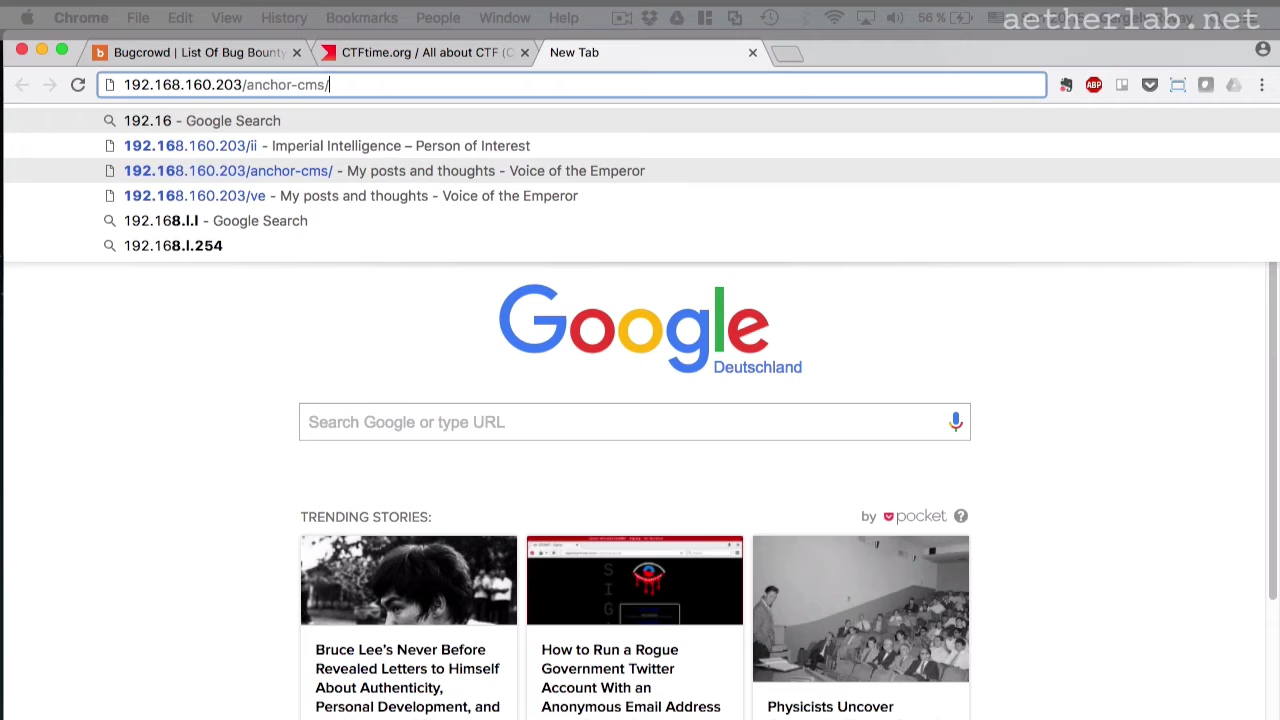 Chrome File Edit View History Bookmarks People Window Help 56 %
aetherlab.net
Bugcrowd | List Of Bug Bounty
CTFtime.org / All about CTF (C
New Tab
192.168.160.203/anchor-cms/
192.16 - Google Search
192.168.160.203/ii - Imperial Intelligence – Person of Interest
192.168.160.203/anchor-cms/ - My posts and thoughts - Voice of the Emperor
192.168.160.203/ve - My posts and thoughts - Voice of the Emperor
192.168.l.l - Google Search
192.168.l.254
Google
Deutschland
Search Google or type URL
TRENDING STORIES:
by pocket ?
Bruce Lee's Never Before
Revealed Letters to Himself
About Authenticity,
Personal Development, and
How to Run a Rogue
Government Twitter
Account With an
Anonymous Email Address
Physicists Uncover